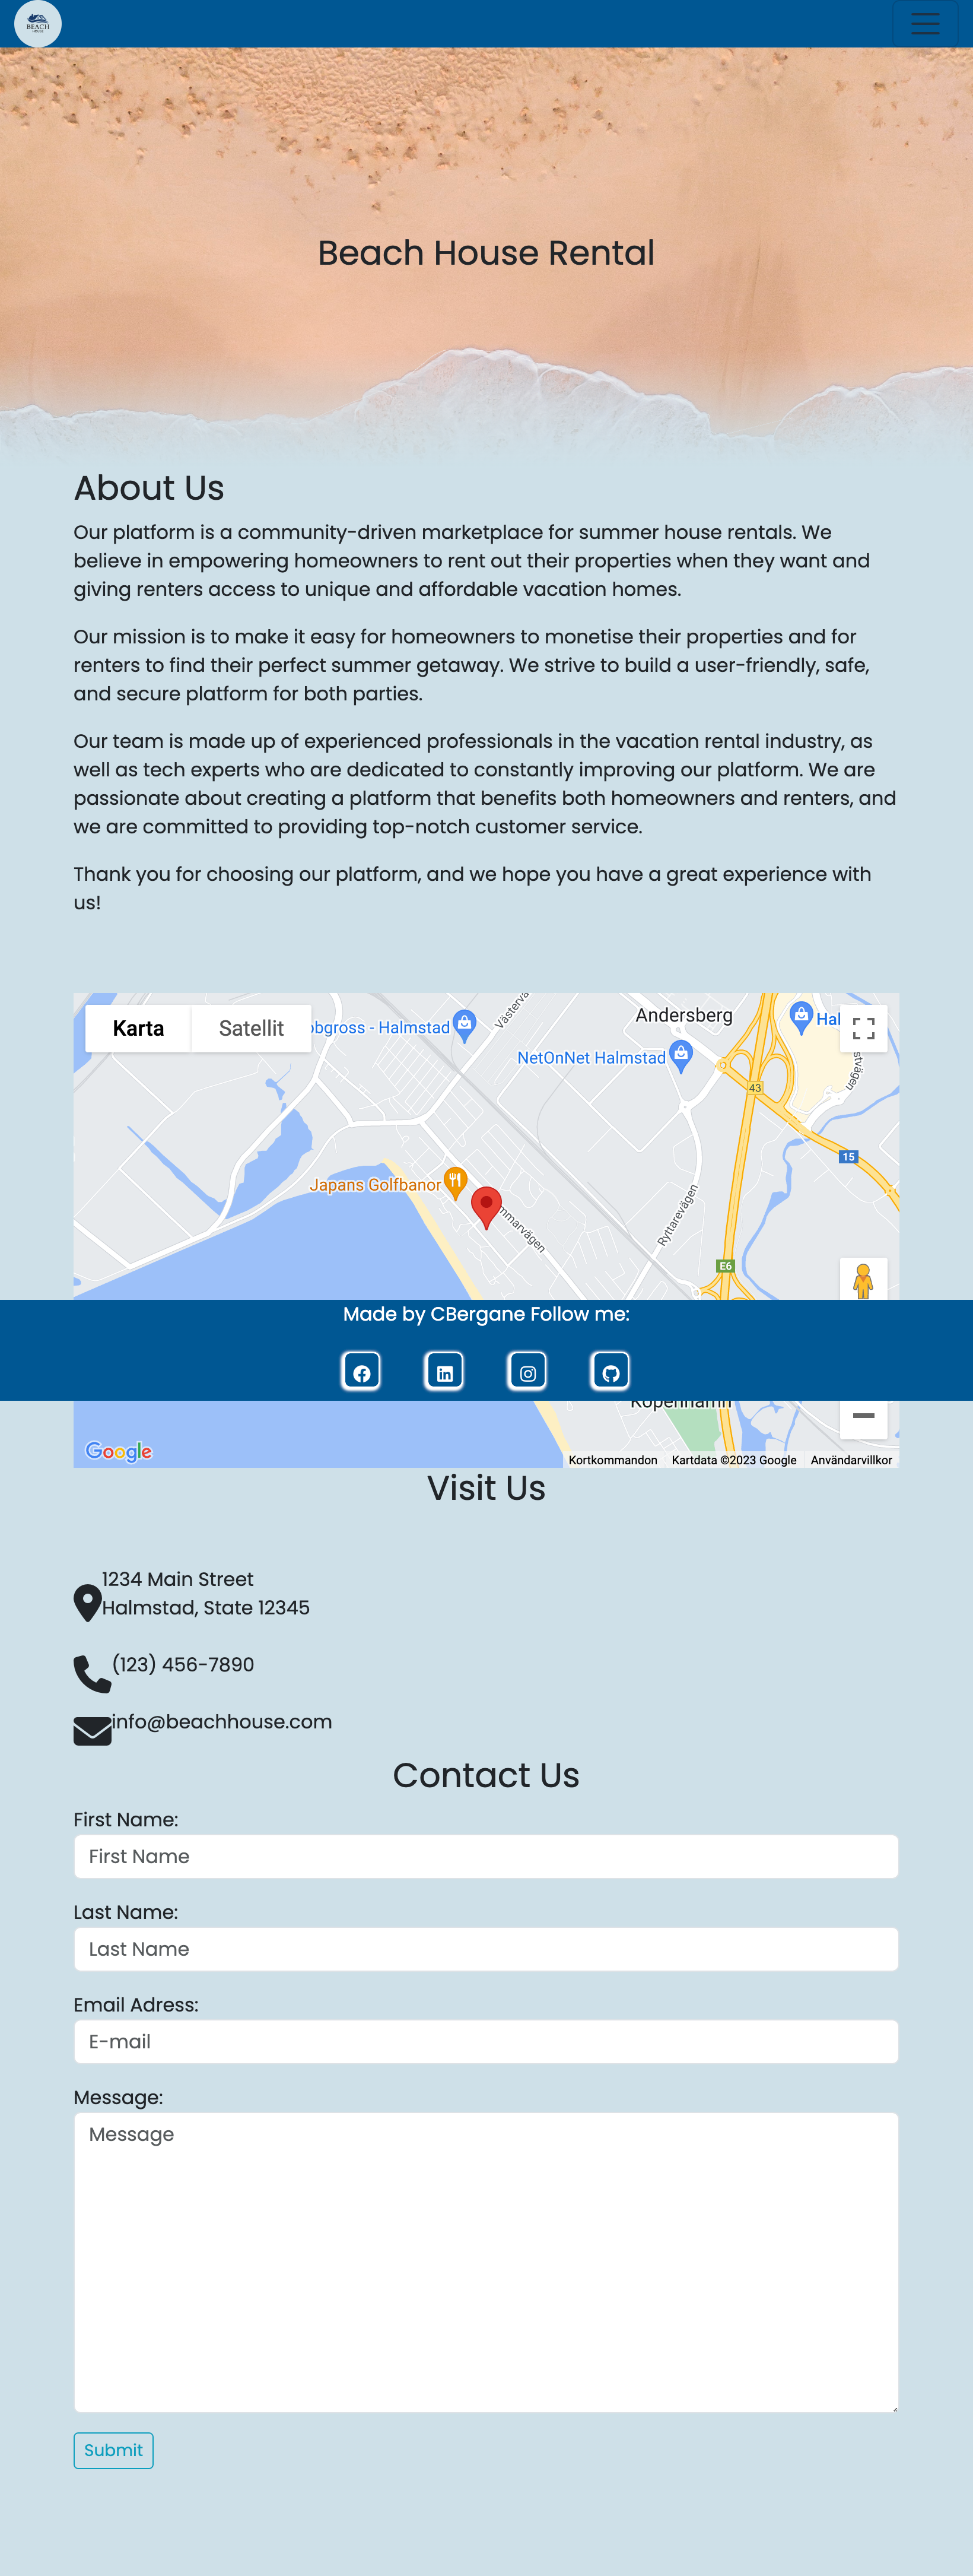 BEACH
HOUSE
Beach House Rental
About Us
Our platform is a community-driven marketplace for summer house rentals. We
believe in empowering homeowners to rent out their properties when they want and
giving renters access to unique and affordable vacation homes.
Our mission is to make it easy for homeowners to monetise their properties and for
renters to find their perfect summer getaway. We strive to build a user-friendly, safe,
and secure platform for both parties.
Our team is made up of experienced professionals in the vacation rental industry, as
well as tech experts who are dedicated to constantly improving our platform. We are
passionate about creating a platform that benefits both homeowners and renters, and
we are committed to providing top-notch customer service.
Thank you for choosing our platform, and we hope you have a great experience with
us!
Karta
Satellit
obgross - Halmstad
Västerva
Andersberg
Hal
NetOnNet Halmstad
stvägen
43
15
Japans Golfbanor
mmarvägen
Ryttarevägen
E6
Made by CBergane Follow me:
Köpenhamn
Google
Kortkommandon
Kartdata ©2023 Google
Användarvillkor
Visit Us
1234 Main Street
Halmstad, State 12345
(123) 456-7890
info@beachhouse.com
Contact Us
First Name:
First Name
Last Name:
Last Name
Email Adress:
E-mail
Message:
Message
Submit